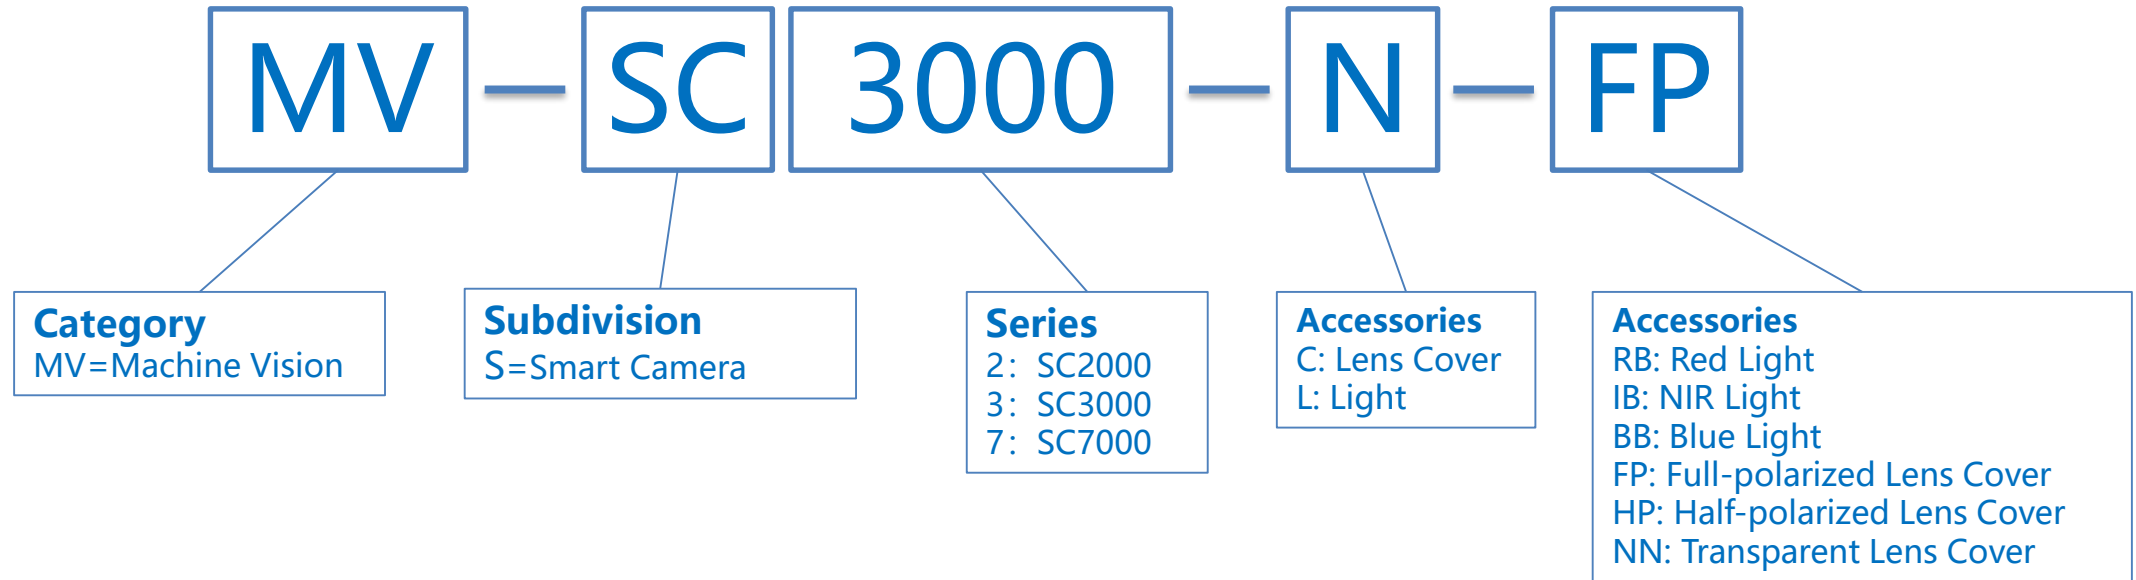 MV — SC 3000 — N — FP
Category
MV=Machine Vision
Subdivision
S=Smart Camera
Series
2: SC2000
3: SC3000
7: SC7000
Accessories
C: Lens Cover
L: Light
Accessories
RB: Red Light
IB: NIR Light
BB: Blue Light
FP: Full-polarized Lens Cover
HP: Half-polarized Lens Cover
NN: Transparent Lens Cover